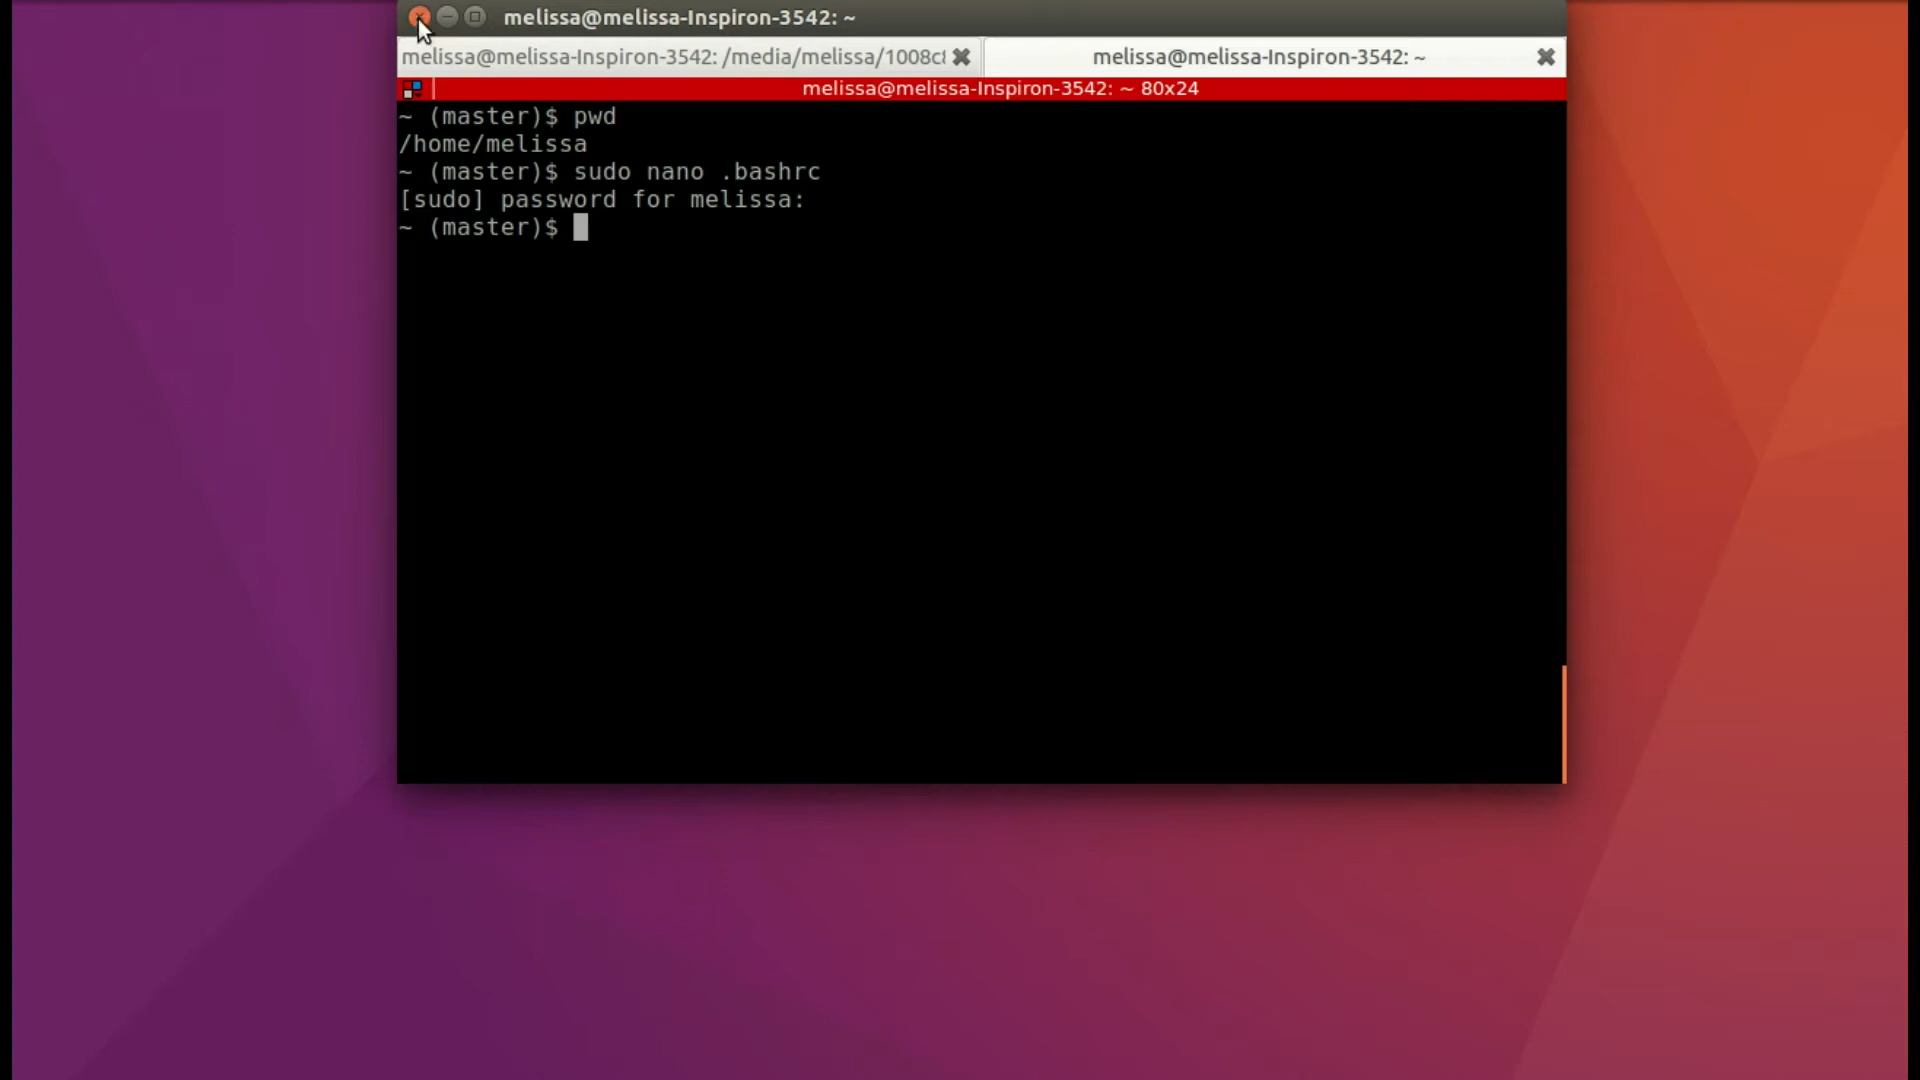 melissa@melissa-Inspiron-3542: ~
melissa@melissa-Inspiron-3542: /media/melissa/1008c
melissa@melissa-Inspiron-3542: ~
melissa@melissa-Inspiron-3542: ~ 80x24
~ (master)$ pwd
/home/melissa
~ (master)$ sudo nano .bashrc
[sudo] password for melissa:
~ (master)$